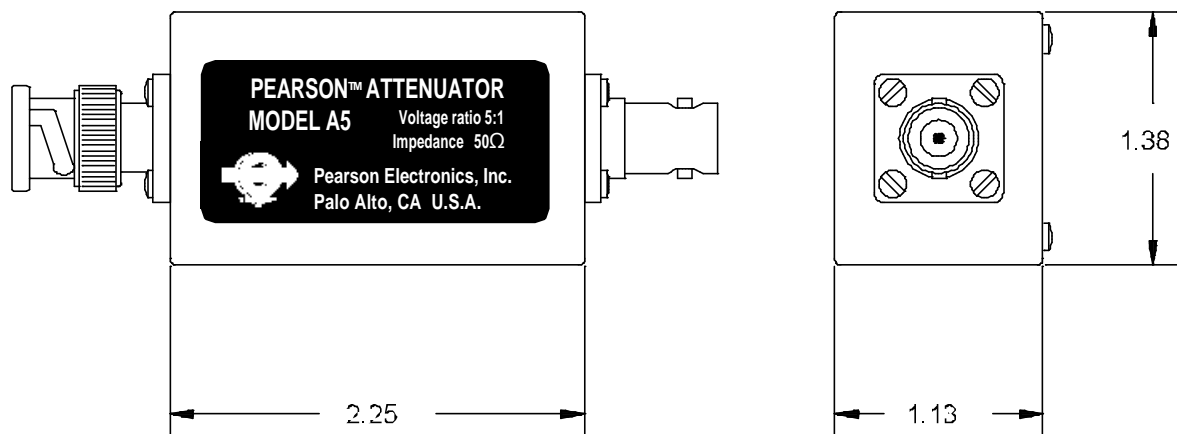 PEARSON™ ATTENUATOR
MODEL A5
Voltage ratio 5:1
Impedance 50Ω
Pearson Electronics, Inc.
Palo Alto, CA U.S.A.
1.38
2.25
1.13